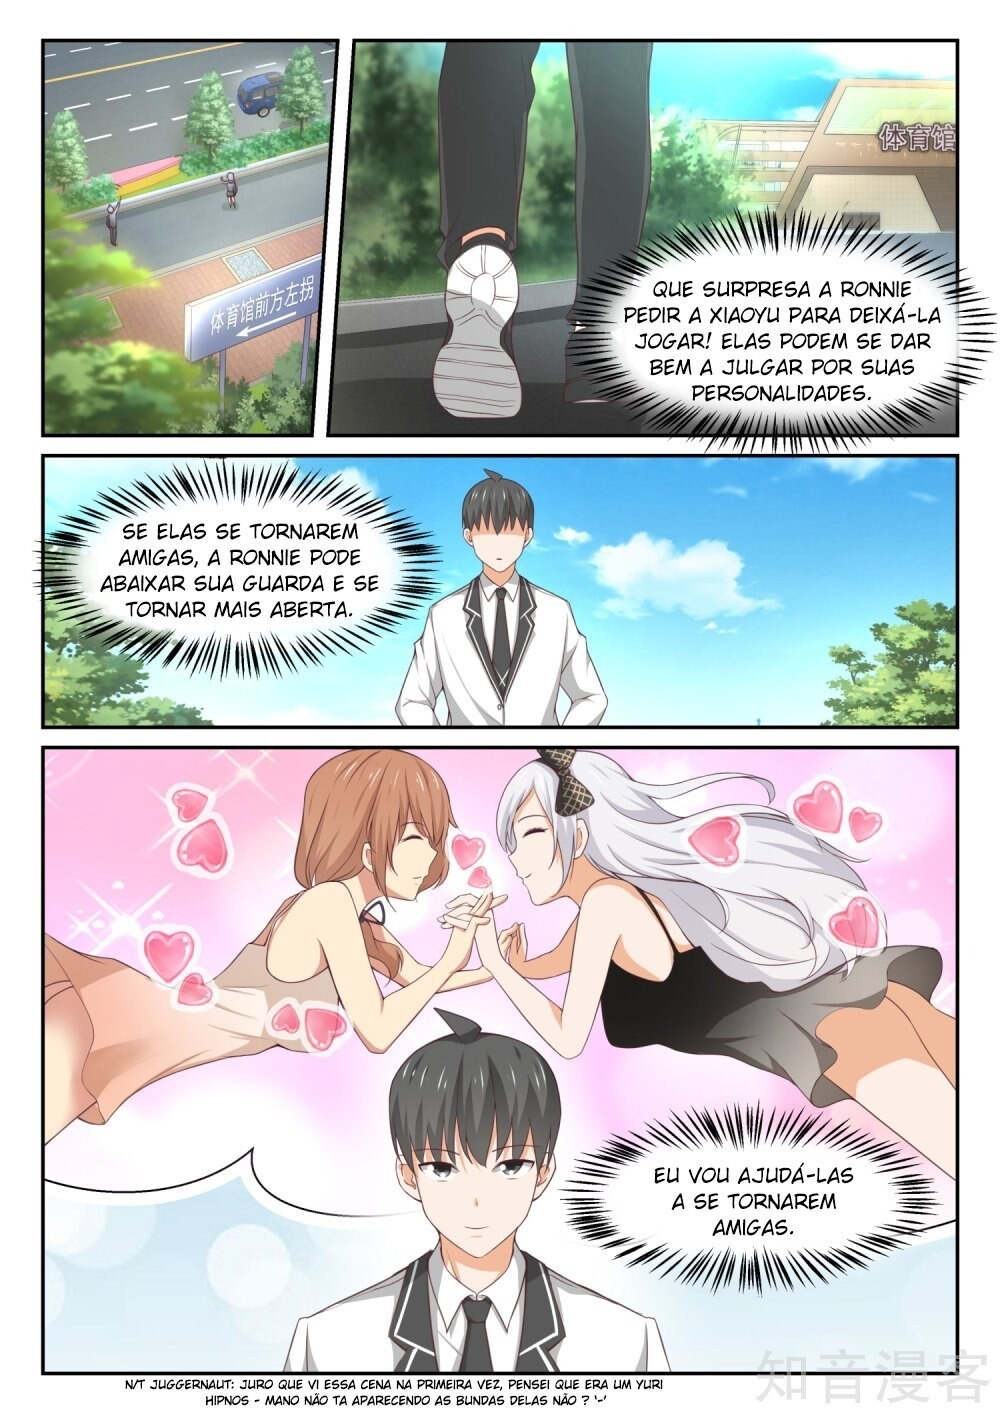 体育馆前方左拐
体育馆
QUE SURPRESA A RONNIE
PEDIR A XIAOYU PARA DEIXÁ-LA
JOGAR! ELAS PODEM SE DAR
BEM A JULGAR POR SUAS
PERSONALIDADES.
SE ELAS SE TORNAREM
AMIGAS, A RONNIE PODE
ABAIXAR SUA GUARDA E SE
TORNAR MAIS ABERTA.
EU VOU AJUDÁ-LAS
A SE TORNAREM
AMIGAS.
N/T JUGGERNAUT: JURO QUE VI ESSA CENA NA PRIMEIRA VEZ, PENSEI QUE ERA UM YURI
HIPNOS - MANO NÃO TA APARECENDO AS BUNDAS DELAS NÃO ? '-'
知音漫客